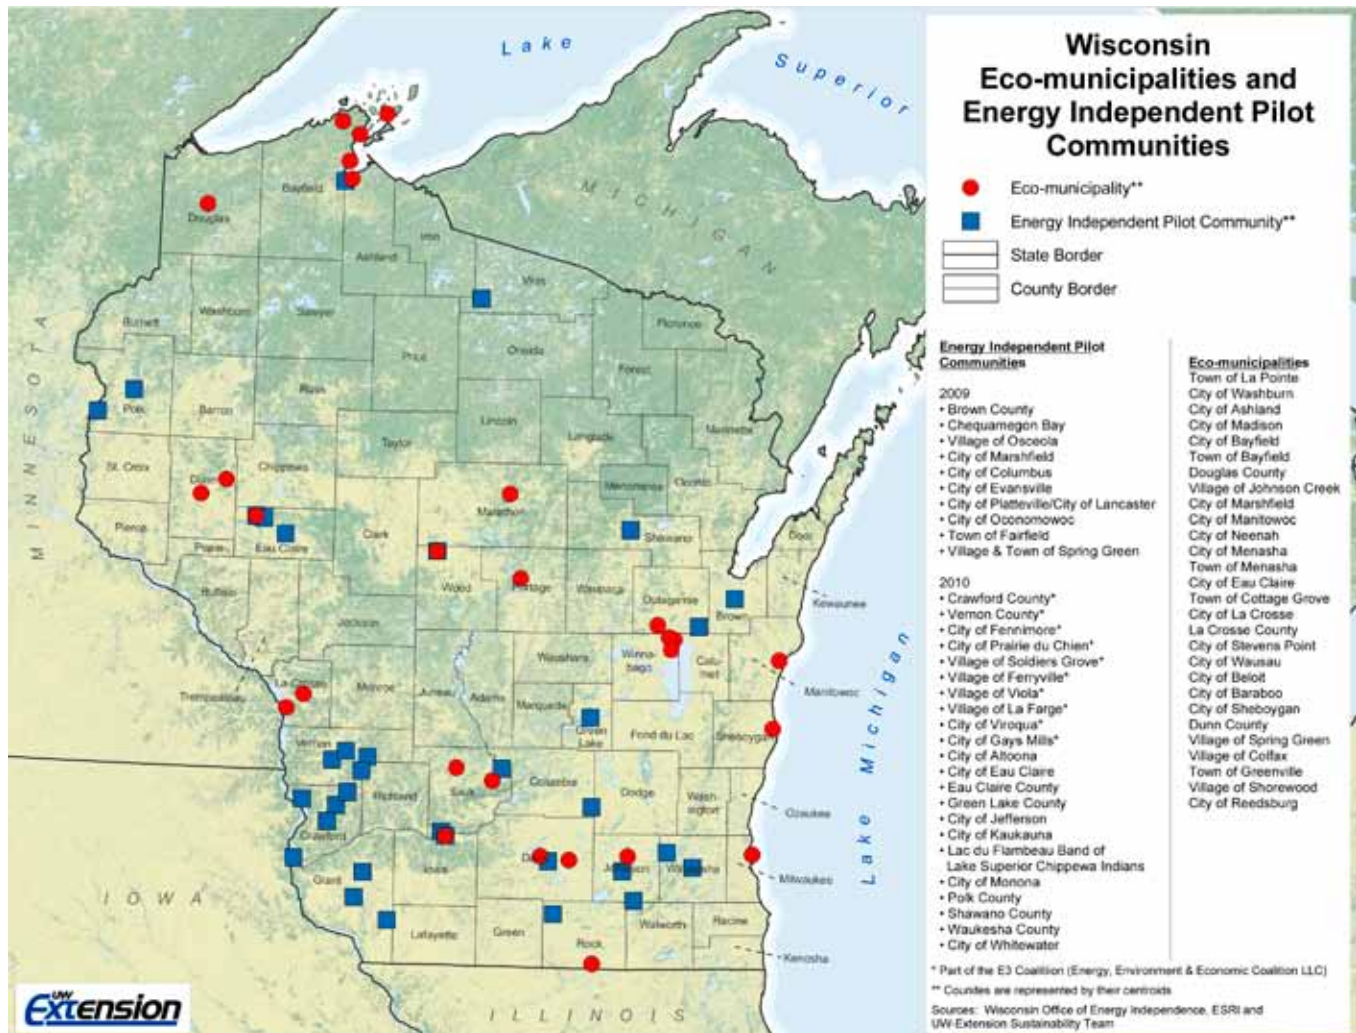 Wisconsin
Eco-municipalities and
Energy Independent Pilot
Communities
Eco-municipality**
Energy Independent Pilot Community**
State Border
County Border
Energy Independent Pilot
Communities
2009
• Brown County
• Chequamegon Bay
• Village of Osceola
• City of Marshfield
• City of Columbus
• City of Evansville
• City of Platteville/City of Lancaster
• City of Oconomowoc
• Town of Fairfield
• Village & Town of Spring Green
2010
• Crawford County*
• Vernon County*
• City of Fennimore*
• City of Prairie du Chien*
• Village of Soldiers Grove*
• Village of Ferryville*
• Village of Viola*
• Village of La Farge*
• City of Viroqua*
• City of Gays Mills*
• City of Altoona
• City of Eau Claire
• Eau Claire County
• Green Lake County
• City of Jefferson
• City of Kaukauna
• Lac du Flambeau Band of
Lake Superior Chippewa Indians
• City of Monona
• Polk County
• Shawano County
• Waukesha County
• City of Whitewater
Eco-municipalities
Town of La Pointe
City of Washburn
City of Ashland
City of Madison
City of Bayfield
Town of Bayfield
Douglas County
Village of Johnson Creek
City of Marshfield
City of Manitowoc
City of Neenah
City of Menasha
Town of Menasha
City of Eau Claire
Town of Cottage Grove
City of La Crosse
La Crosse County
City of Stevens Point
City of Wausau
City of Beloit
City of Baraboo
City of Sheboygan
Dunn County
Village of Spring Green
Village of Colfax
Town of Greenville
Village of Shorewood
City of Reedsburg
* Part of the E3 Coalition (Energy, Environment & Economic Coalition LLC)
** Counties are represented by their centroids
Sources: Wisconsin Office of Energy Independence, ESRI and
UW-Extension Sustainability Team
Lake Superior
MICHIGAN
MINNESOTA
IOWA
ILLINOIS
Lake Michigan
Bayfield
Douglas
Iron
Ashland
Vilas
Burnett
Washburn
Sawyer
Florence
Price
Oneida
Forest
Polk
Barron
Rusk
Lincoln
Langlade
Marinette
Taylor
St. Croix
Chippewa
Menominee
Oconto
Marathon
Pierce
Eau Claire
Clark
Shawano
Door
Pepin
Buffalo
Wood
Portage
Waupaca
Outagamie
Brown
Kewaunee
Jackson
Trempealeau
La Crosse
Monroe
Juneau
Adams
Waushara
Winne-
bago
Calu-
met
Manitowoc
Marquette
Green
Lake
Fond du Lac
Sheboygan
Vernon
Richland
Sauk
Columbia
Dodge
Wash-
ington
Ozaukee
Crawford
Grant
Iowa
Milwaukee
Lafayette
Green
Rock
Walworth
Racine
Kenosha
UW
Extension